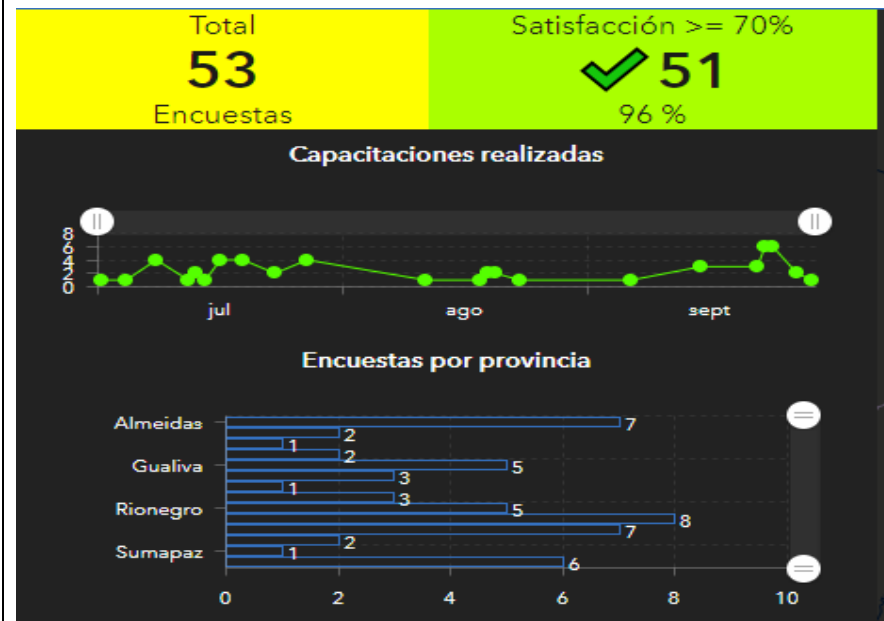 Total
53
Encuestas
Satisfacción >= 70%
51
96 %
Capacitaciones realizadas
8
6
4
2
0
jul ago sept
Encuestas por provincia
Almeidas 7
2
1
2
Gualiva 5
3
1
3
Rionegro 5
8
7
2
Sumapaz 1
6
0 2 4 6 8 10